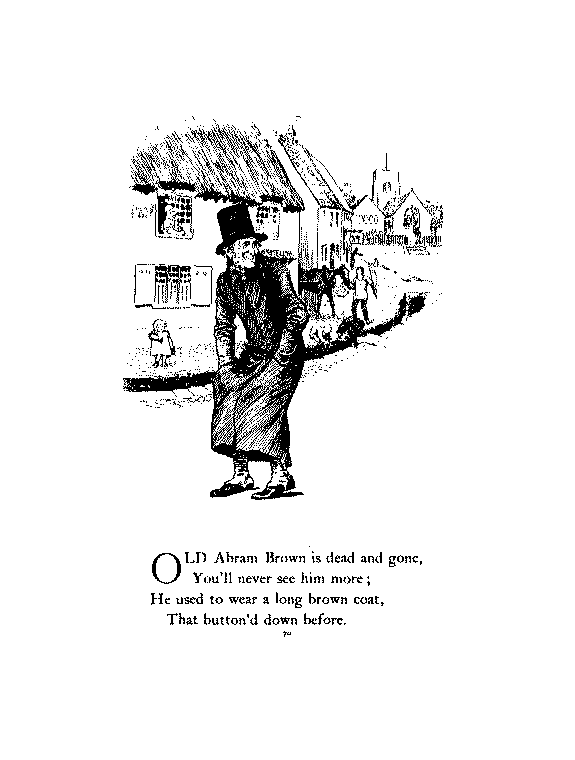 OLD Abram Brown is dead and gone,
You'll never see him more;
He used to wear a long brown coat,
That button'd down before.
70